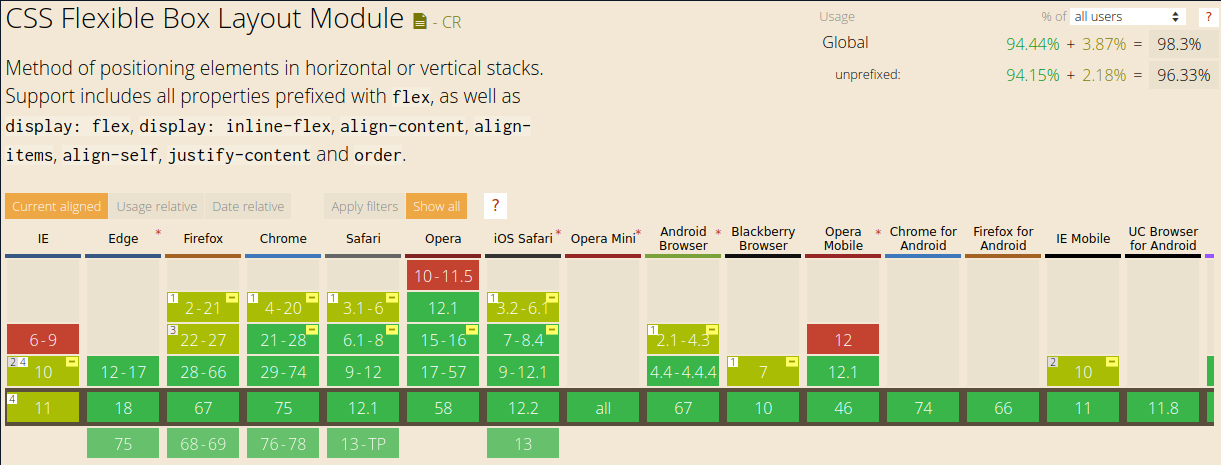 CSS Flexible Box Layout Module - CR
Usage % of all users ?
Global 94.44% + 3.87% = 98.3%
unprefixed: 94.15% + 2.18% = 96.33%
Method of positioning elements in horizontal or vertical stacks.
Support includes all properties prefixed with flex, as well as
display: flex, display: inline-flex, align-content, align-
items, align-self, justify-content and order.
Current aligned Usage relative Date relative Apply filters Show all ?
IE Edge * Firefox Chrome Safari Opera iOS Safari * Opera Mini * Android Browser * Blackberry Browser Opera Mobile * Chrome for Android Firefox for Android IE Mobile UC Browser for Android
10-11.5
1 2-21 1 4-20 1 3.1-6 12.1 1 3.2-6.1
6-9 3 22-27 21-28 6.1-8 15-16 7-8.4 1 2.1-4.3 12
2 4 10 12-17 28-66 29-74 9-12 17-57 9-12.1 4.4-4.4.4 1 7 12.1 2 10
4 11 18 67 75 12.1 58 12.2 all 67 10 46 74 66 11 11.8
75 68-69 76-78 13-TP 13